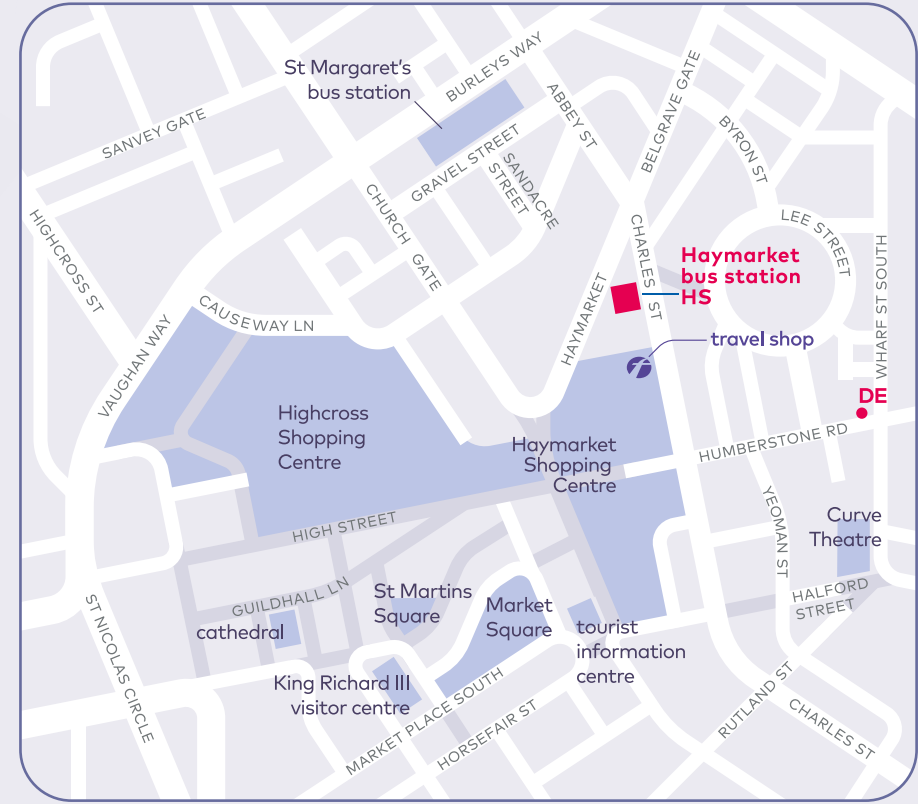 St Margaret's
bus station
BURLEYS WAY
SANVEY GATE
ABBEY ST
BELGRAVE GATE
GRAVEL STREET
SANDACRE
STREET
BYRON ST
CHURCH GATE
HIGHCROSS ST
LEE STREET
CHARLES ST
WHARF ST SOUTH
Haymarket
bus station
HS
HAYMARKET
CAUSEWAY LN
VAUGHAN WAY
travel shop
DE
Highcross
Shopping
Centre
Haymarket
Shopping
Centre
HUMBERSTONE RD
HIGH STREET
YEOMAN ST
Curve
Theatre
GUILDHALL LN
St Martins
Square
Market
Square
HALFORD
STREET
cathedral
tourist
information
centre
ST NICOLAS CIRCLE
King Richard III
visitor centre
MARKET PLACE SOUTH
HORSEFAIR ST
RUTLAND ST
CHARLES ST